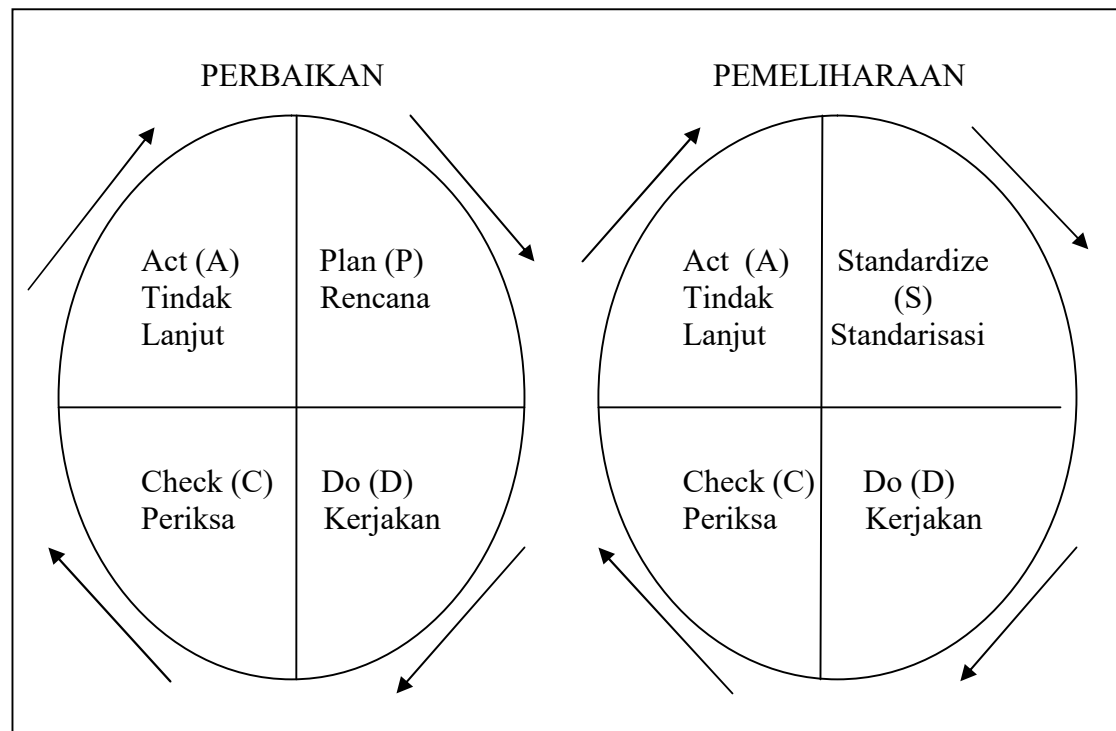 PERBAIKAN
Act (A)
Tindak
Lanjut
Plan (P)
Rencana
Check (C)
Periksa
Do (D)
Kerjakan
PEMELIHARAAN
Act (A)
Tindak
Lanjut
Standardize
(S)
Standarisasi
Check (C)
Periksa
Do (D)
Kerjakan